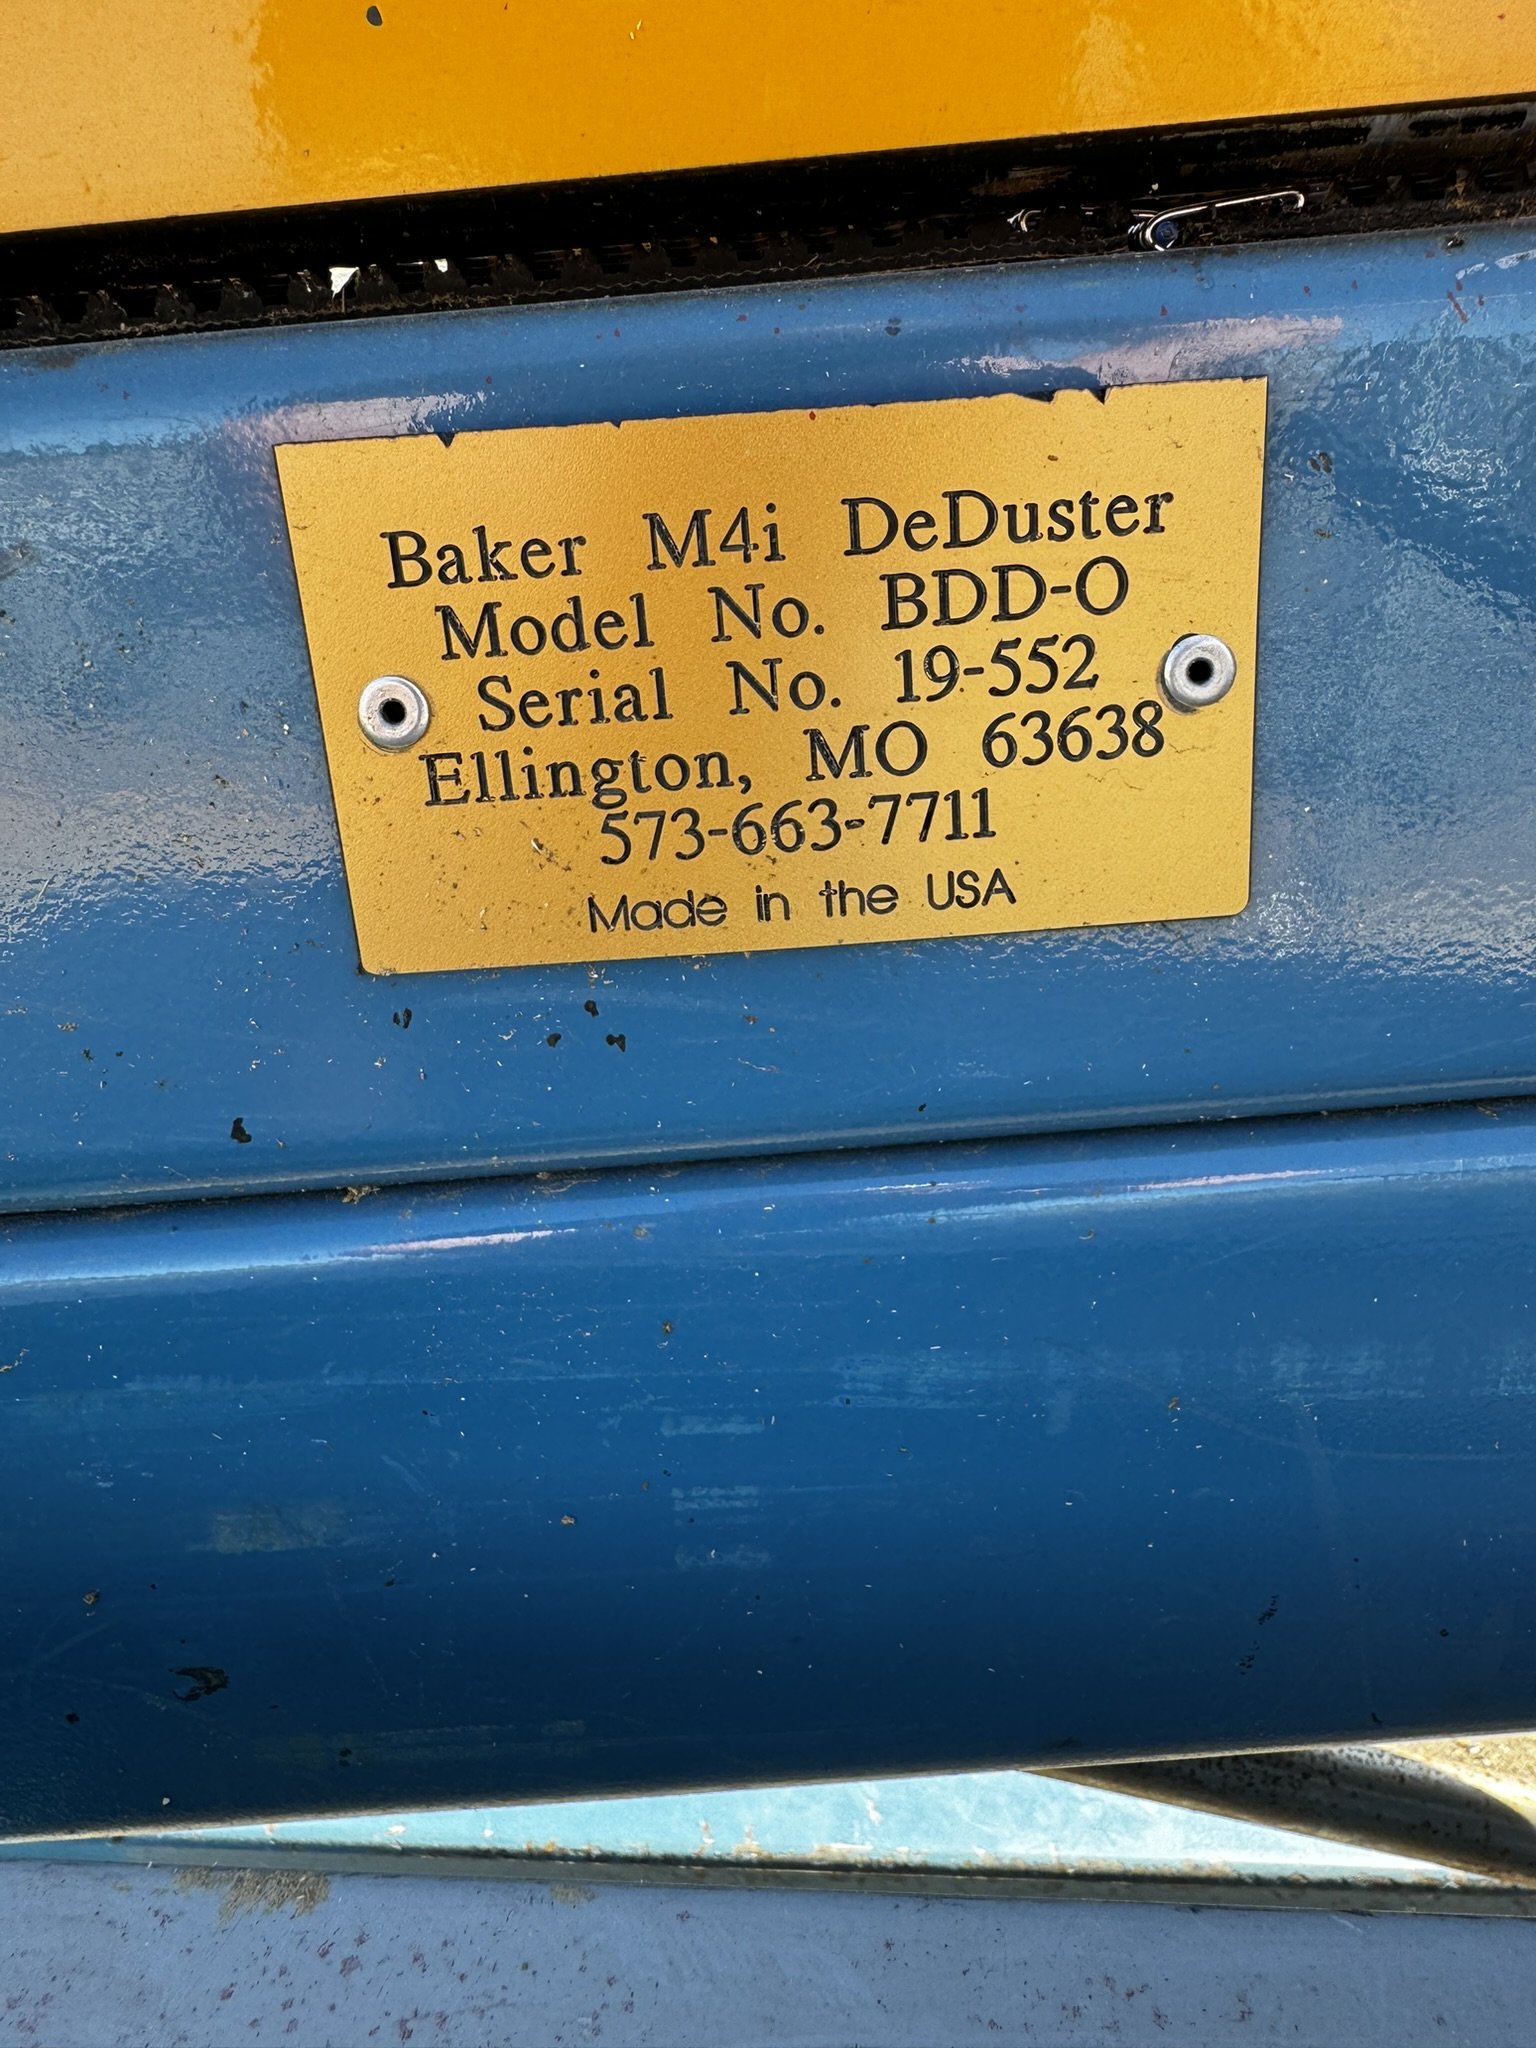 Baker M4i DeDuster
Model No. BDD-O
Serial No. 19-552
Ellington, MO 63638
573-663-7711
Made in the USA